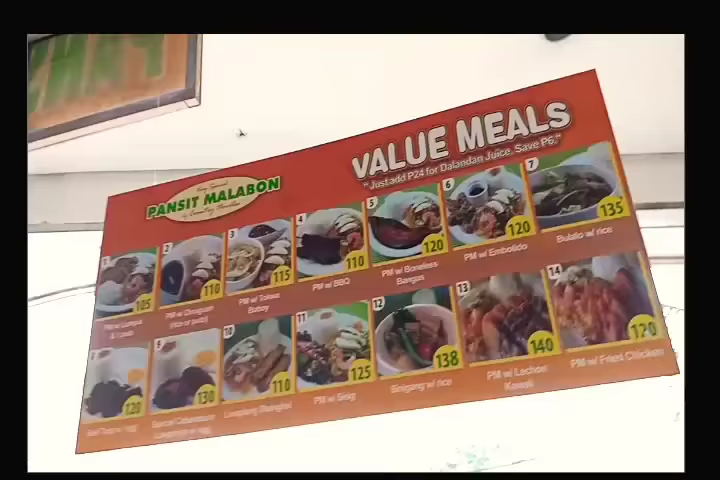 VALUE MEALS
"Just add P24 for Dalandan Juice, Save P6."
PANSIT MALABON
1
105
2
110
PM w/ Dinuguan
(rice or puto)
3
115
PM w/ Tokwa
Baboy
4
110
PM w/ BBQ
5
120
PM w/ Boneless
Bangus
6
120
PM w/ Embotido
7
135
Bulalo w/ rice
120
9
130
10
110
Lumpiang Shanghai
11
125
PM w/ Sisig
12
138
Sinigang w/ rice
13
140
PM w/ Lechon
Kawali
14
120
PM w/ Fried Chicken